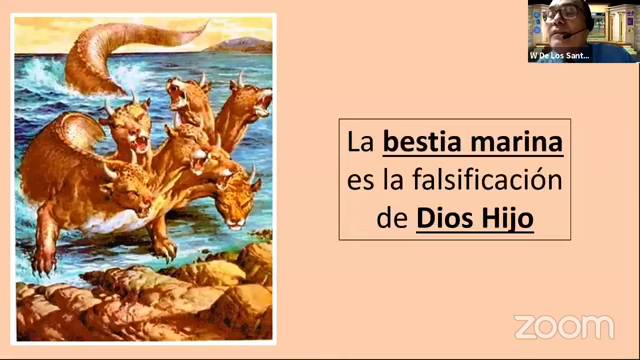 W De Los Sant...
La bestia marina
es la falsificación
de Dios Hijo
zoom